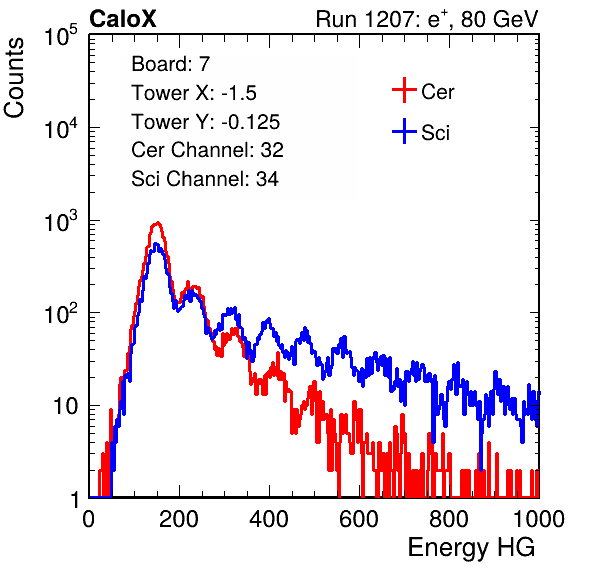 CaloX Run 1207: e⁺, 80 GeV
Counts
Board: 7
Tower X: -1.5
Tower Y: -0.125
Cer Channel: 32
Sci Channel: 34
Cer
Sci
10⁵
10⁴
10³
10²
10
1
0 200 400 600 800 1000
Energy HG